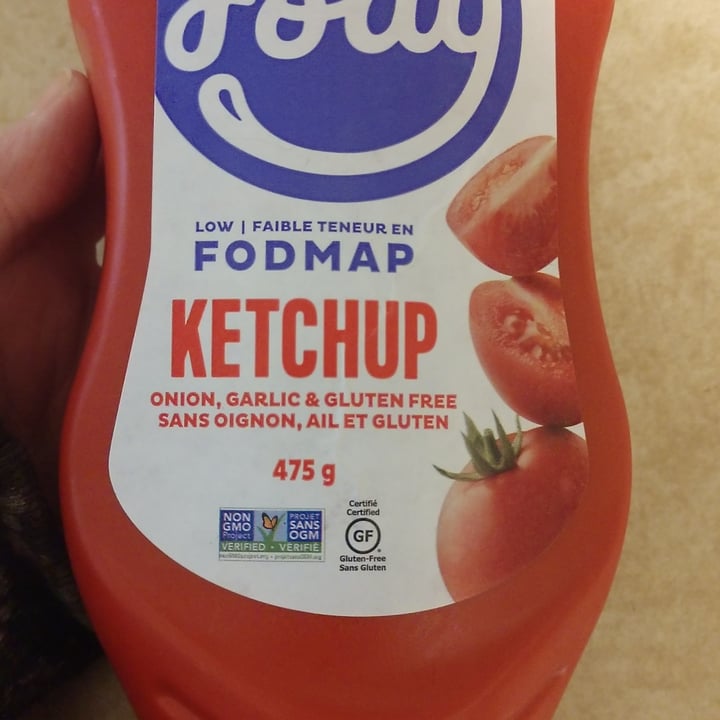 Fody
LOW | FAIBLE TENEUR EN
FODMAP
KETCHUP
ONION, GARLIC & GLUTEN FREE
SANS OIGNON, AIL ET GLUTEN
475 g
NON
GMO
Project
PROJET
SANS
OGM
VERIFIED • VÉRIFIÉ
Certifié
Certified
GF
Gluten-Free
Sans Gluten